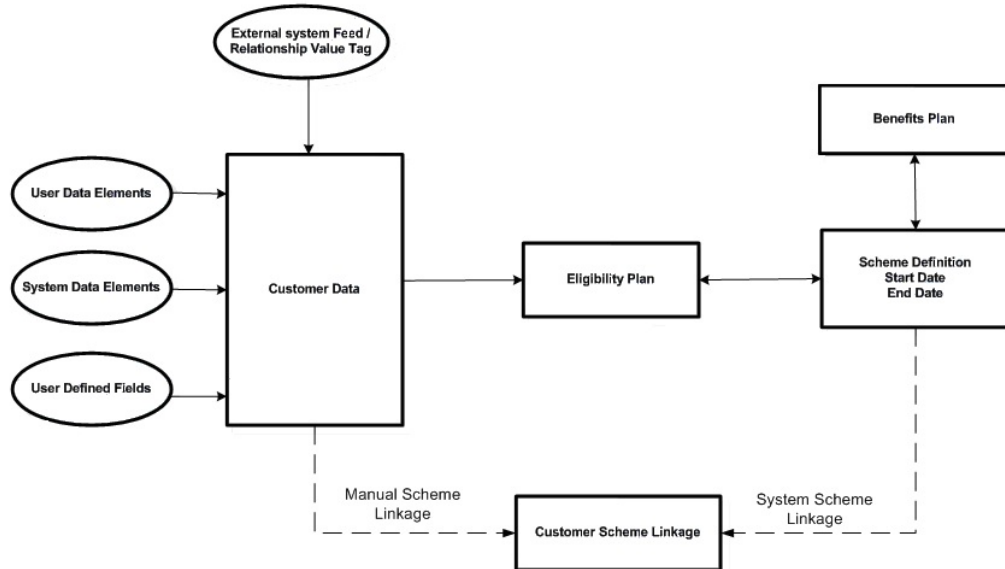 External system Feed /
Relationship Value Tag
Benefits Plan
User Data Elements
Scheme Definition
Start Date
End Date
Eligibility Plan
System Data Elements
Customer Data
User Defined Fields
Manual Scheme
Linkage
System Scheme
Linkage
Customer Scheme Linkage